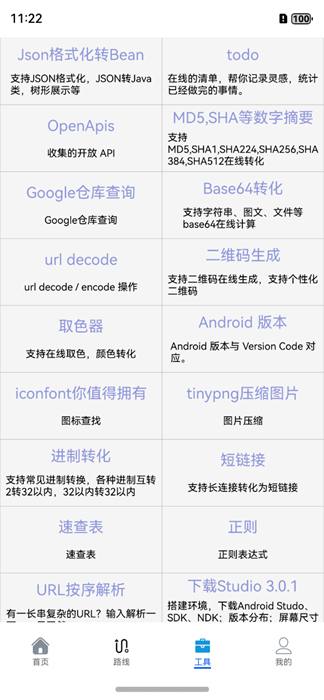 11:22
100
Json格式化转Bean
支持JSON格式化，JSON转Java
类，树形展示等
todo
在线的清单，帮你记录灵感，统计
已经做完的事情。
OpenApis
收集的开放 API
MD5,SHA等数字摘要
支持
MD5,SHA1,SHA224,SHA256,SHA
384,SHA512在线转化
Google仓库查询
Google仓库查询
Base64转化
支持字符串、图文、文件等
base64在线计算
url decode
url decode / encode 操作
二维码生成
支持二维码在线生成，支持个性化
二维码
取色器
支持在线取色，颜色转化
Android 版本
Android 版本与 Version Code 对
应。
iconfont你值得拥有
图标查找
tinypng压缩图片
图片压缩
进制转化
支持常见进制转换，各种进制互转
2转32以内，32以内转32以内
短链接
支持长连接转化为短链接
速查表
速查表
正则
正则表达式
URL按序解析
有一长串复杂的URL？输入解析一
下载Studio 3.0.1
搭建环境，下载Android Studo、
SDK、NDK；版本分布；屏幕尺寸
首页
路线
工具
我的